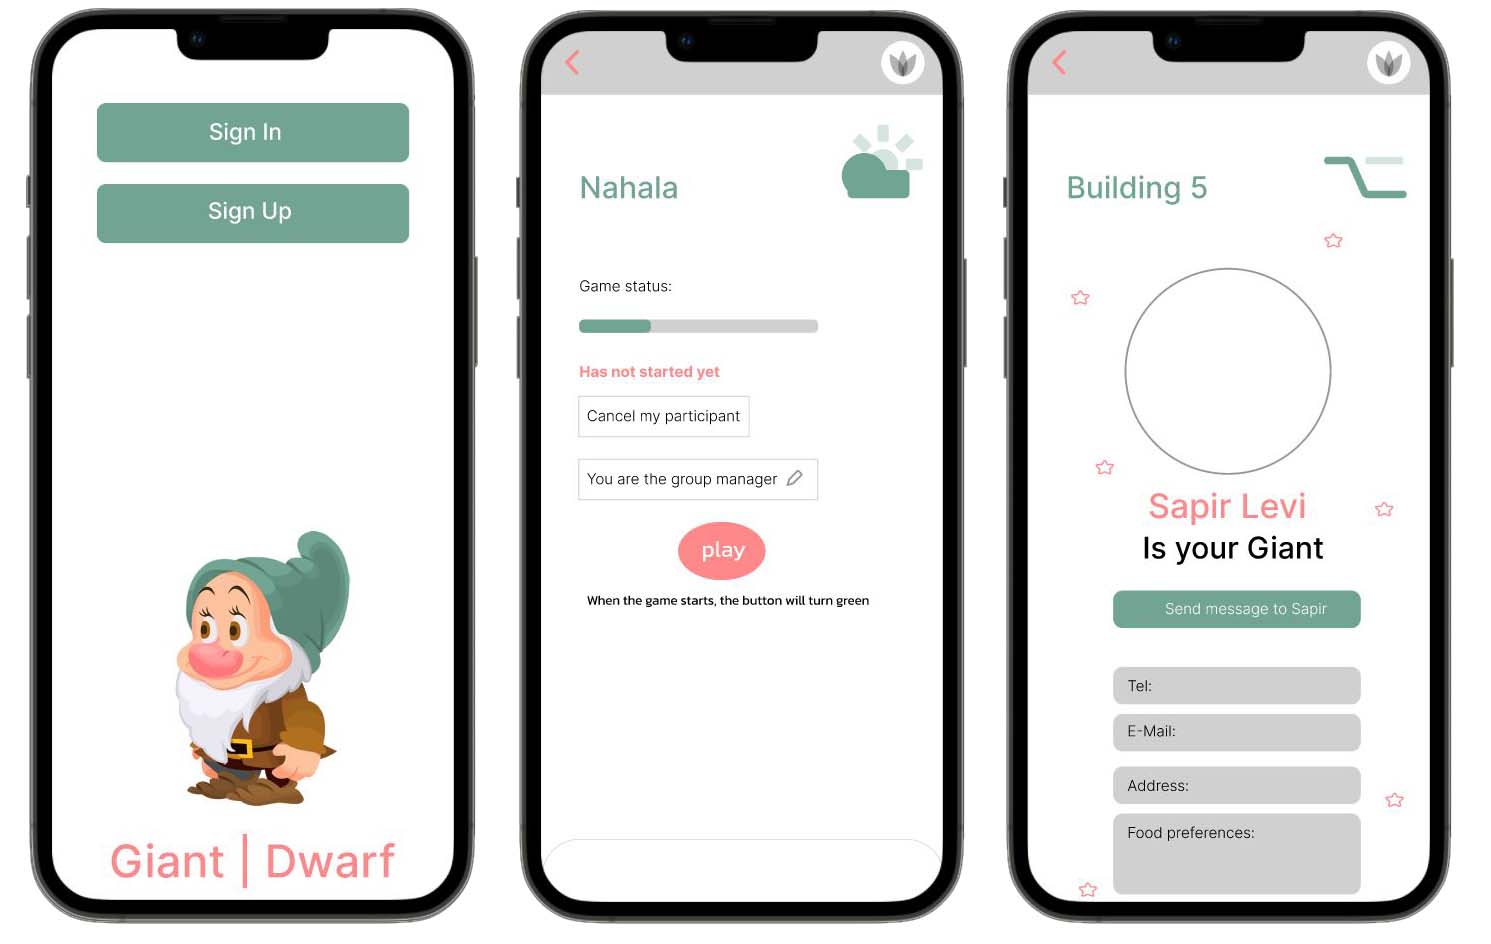 Sign In
Sign Up
Giant | Dwarf
Nahala
Game status:
Has not started yet
Cancel my participant
You are the group manager
play
When the game starts, the button will turn green
Building 5
Sapir Levi
Is your Giant
Send message to Sapir
Tel:
E-Mail:
Address:
Food preferences: